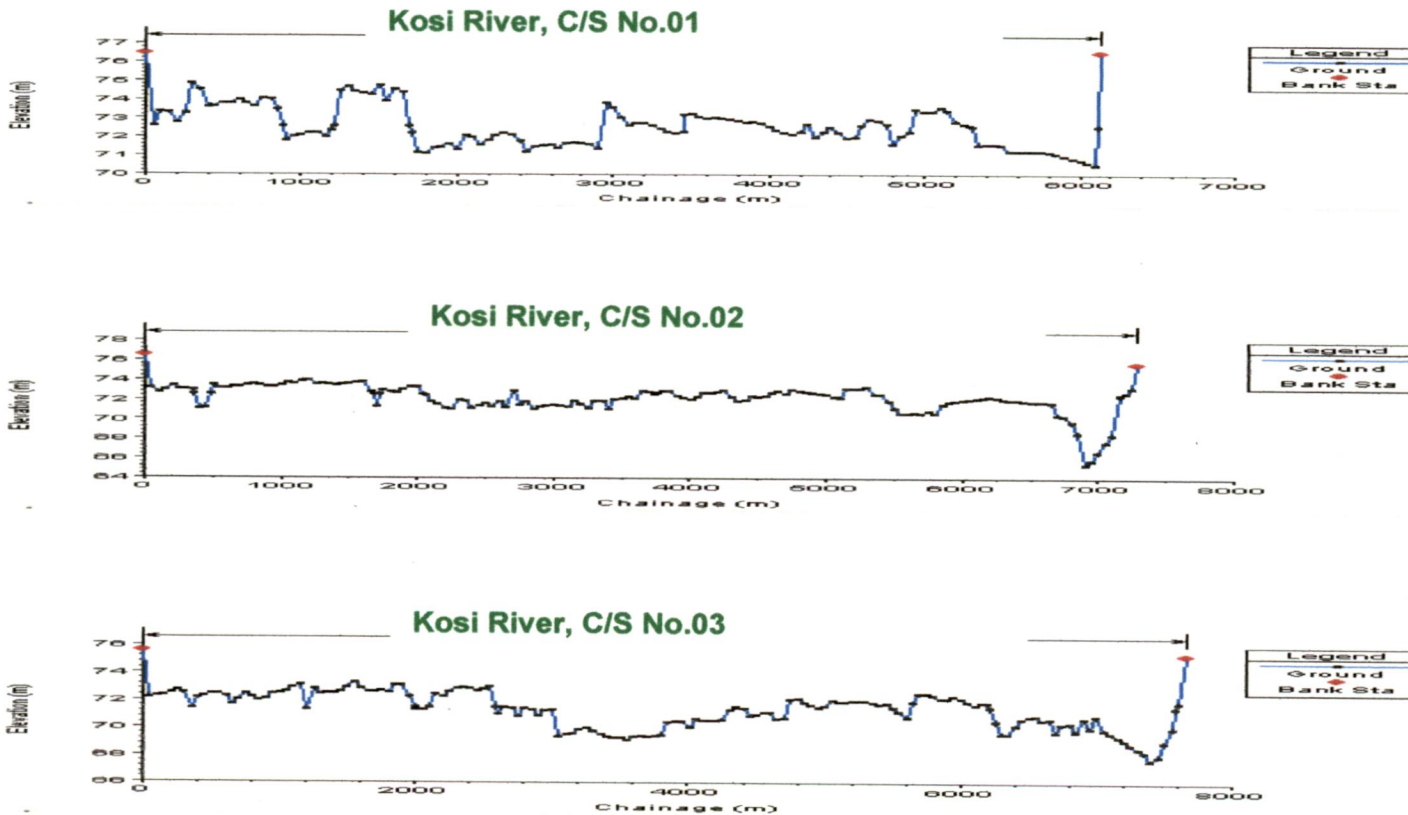 Kosi River, C/S No.01
Elevation (m)
77
76
75
74
73
72
71
70
0 1000 2000 3000 4000 5000 6000 7000
Chainage (m)
Legend
Ground
Bank Sta
Kosi River, C/S No.02
Elevation (m)
78
76
74
72
70
68
66
64
0 1000 2000 3000 4000 5000 6000 7000 8000
Chainage (m)
Legend
Ground
Bank Sta
Kosi River, C/S No.03
Elevation (m)
76
74
72
70
68
66
0 2000 4000 6000 8000
Chainage (m)
Legend
Ground
Bank Sta